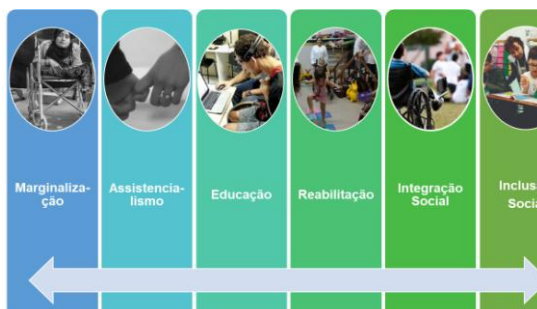 Marginaliza-
ção
Assistencia-
lismo
Educação
Reabilitação
Integração
Social